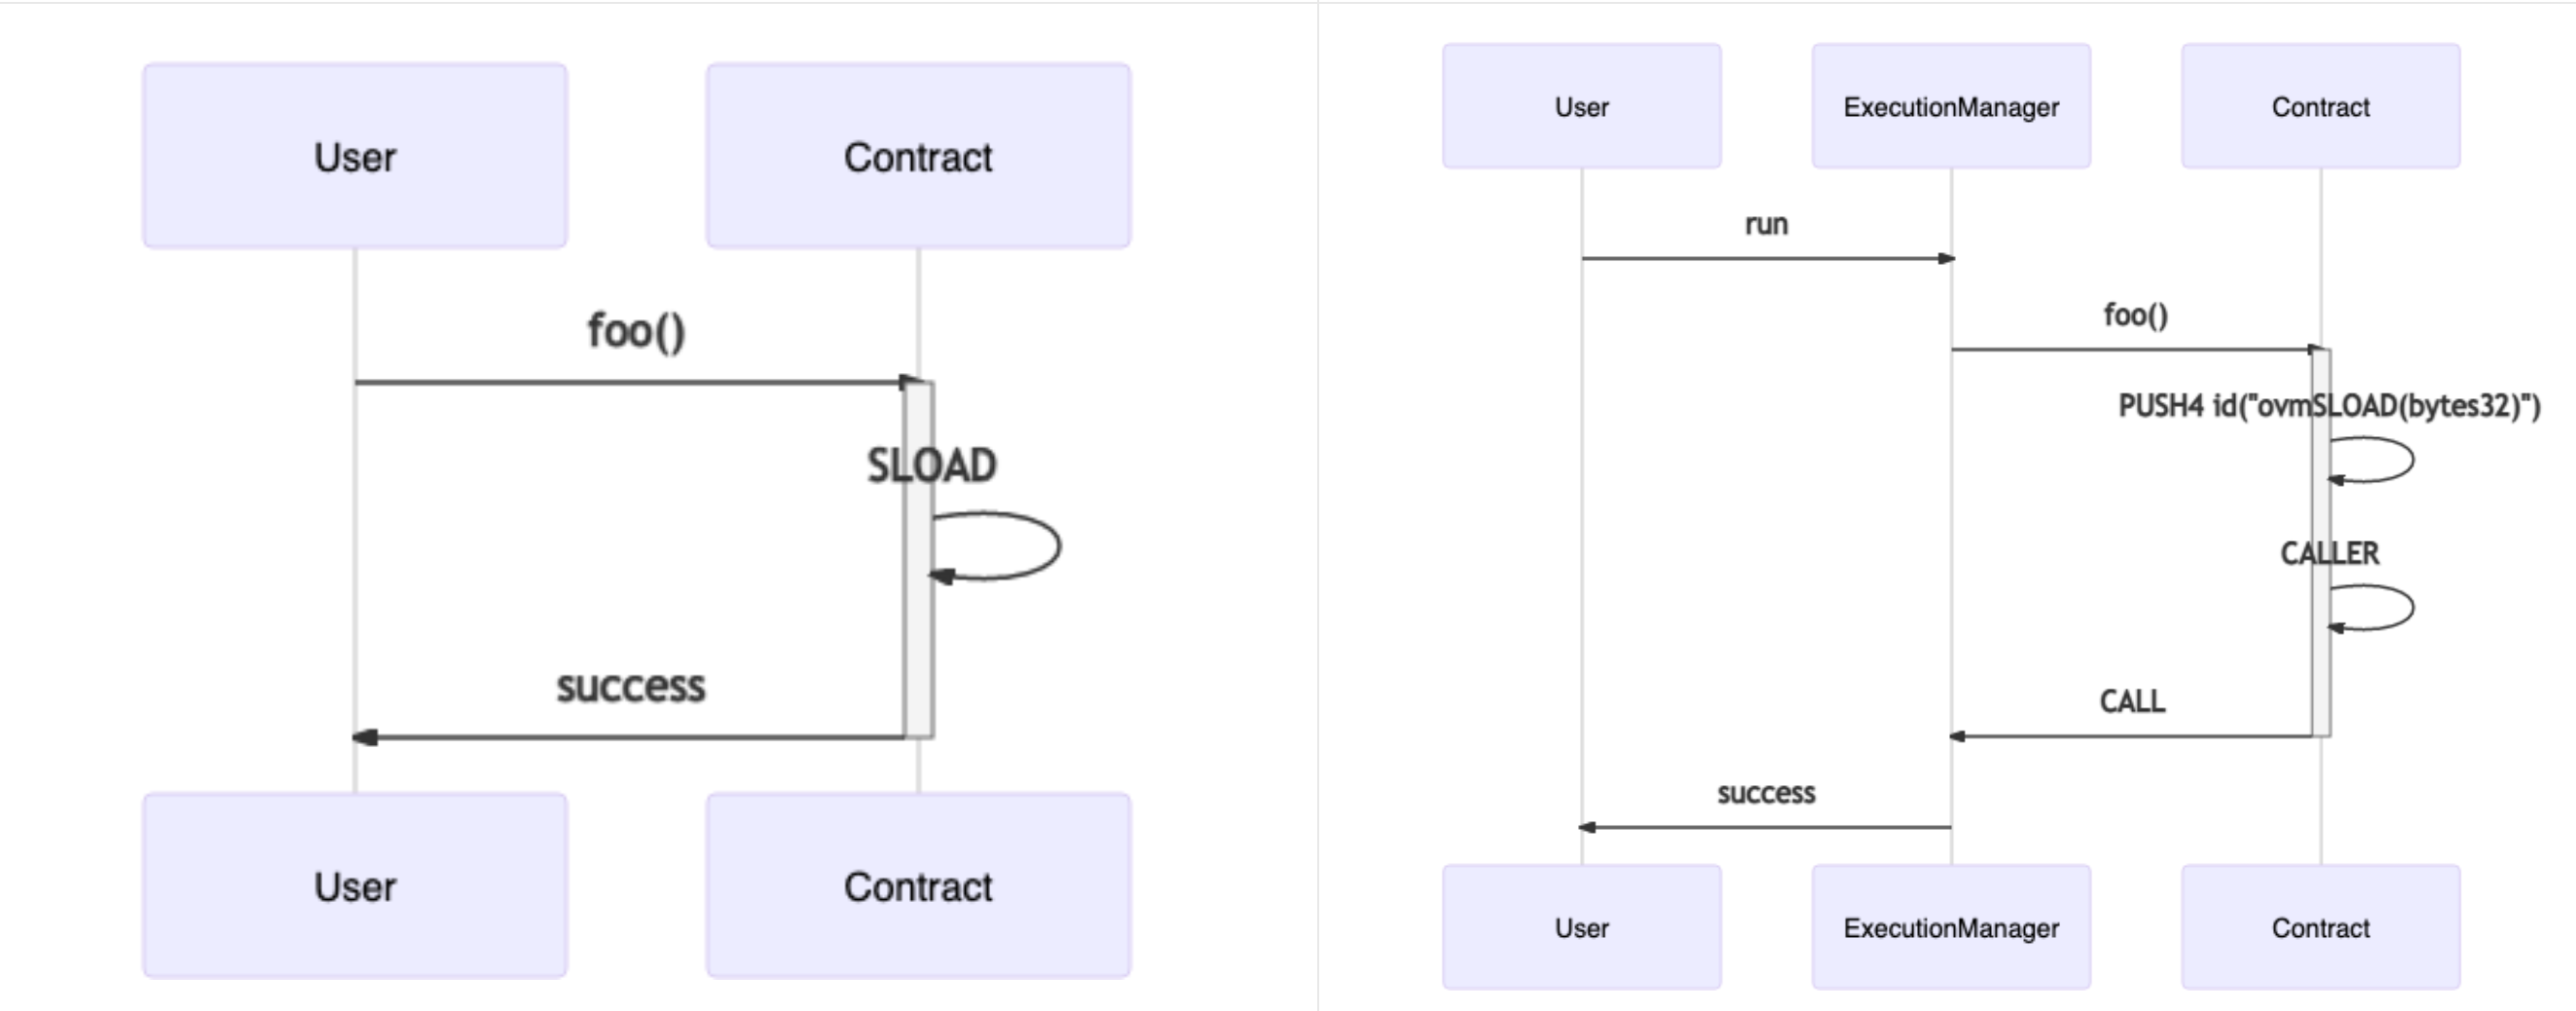 User
Contract
foo()
SLOAD
success
User
Contract
User
ExecutionManager
Contract
run
foo()
PUSH4 id("ovmSLOAD(bytes32)")
CALLER
CALL
success
User
ExecutionManager
Contract